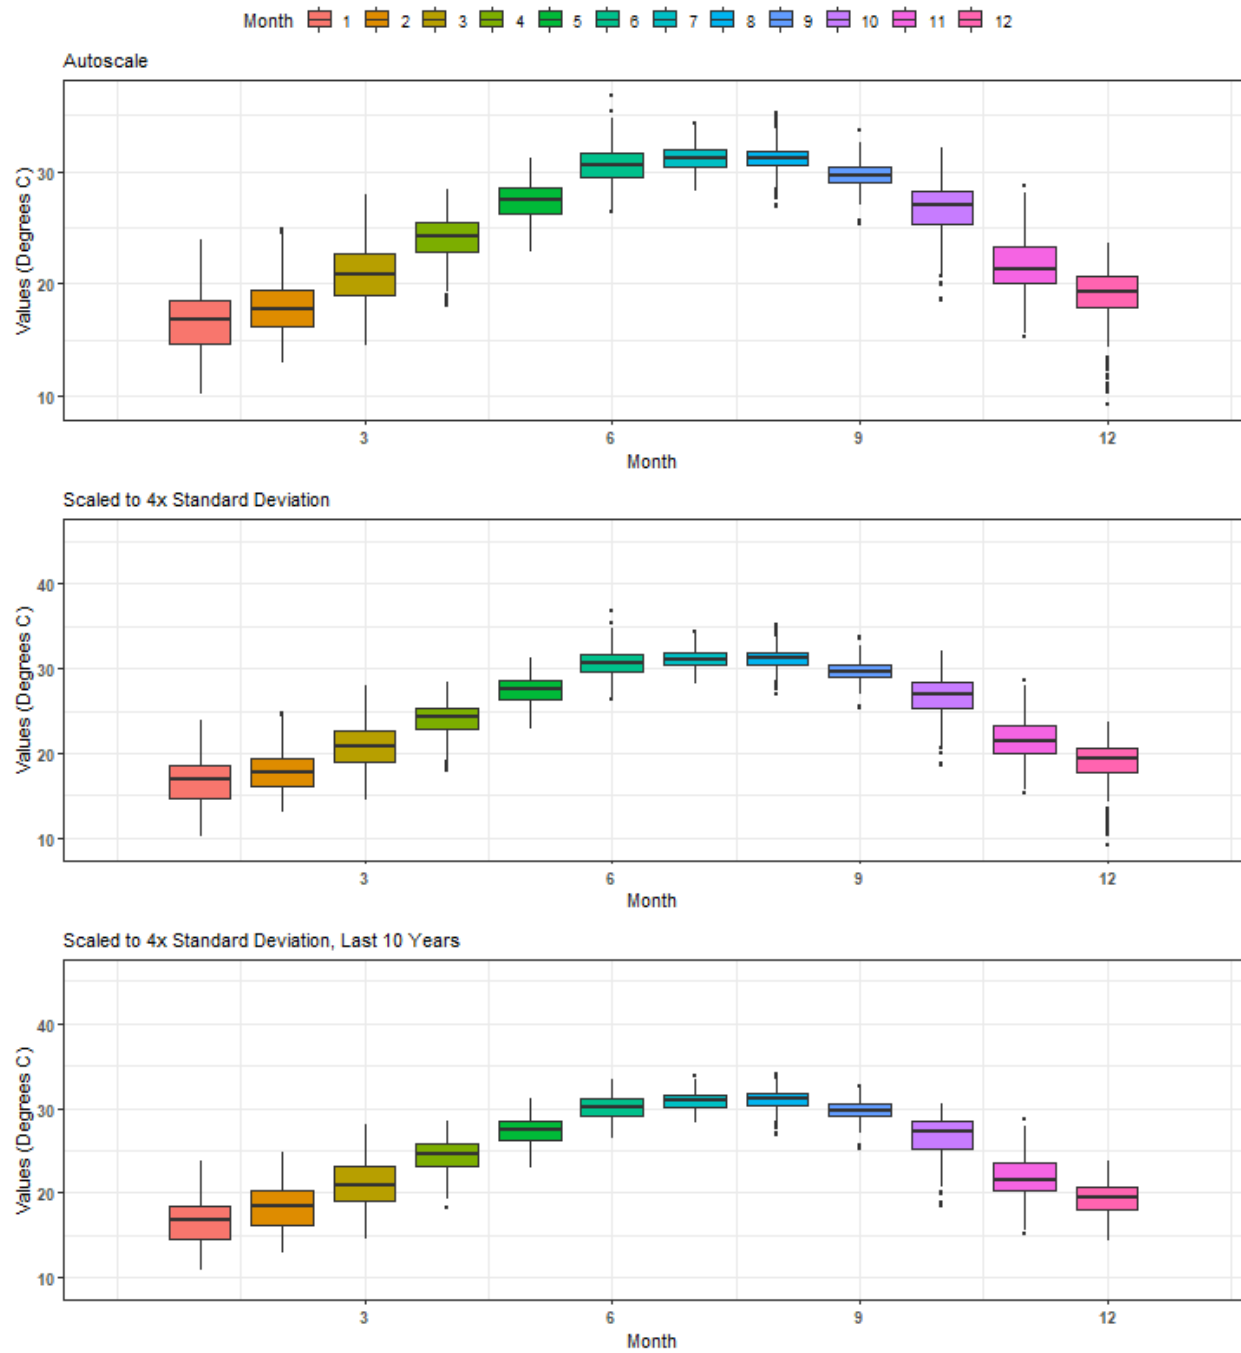 Month 1 2 3 4 5 6 7 8 9 10 11 12
Autoscale
Values (Degrees C)
30
20
10
3 6 9 12
Month
Scaled to 4x Standard Deviation
Values (Degrees C)
40
30
20
10
3 6 9 12
Month
Scaled to 4x Standard Deviation, Last 10 Years
Values (Degrees C)
40
30
20
10
3 6 9 12
Month